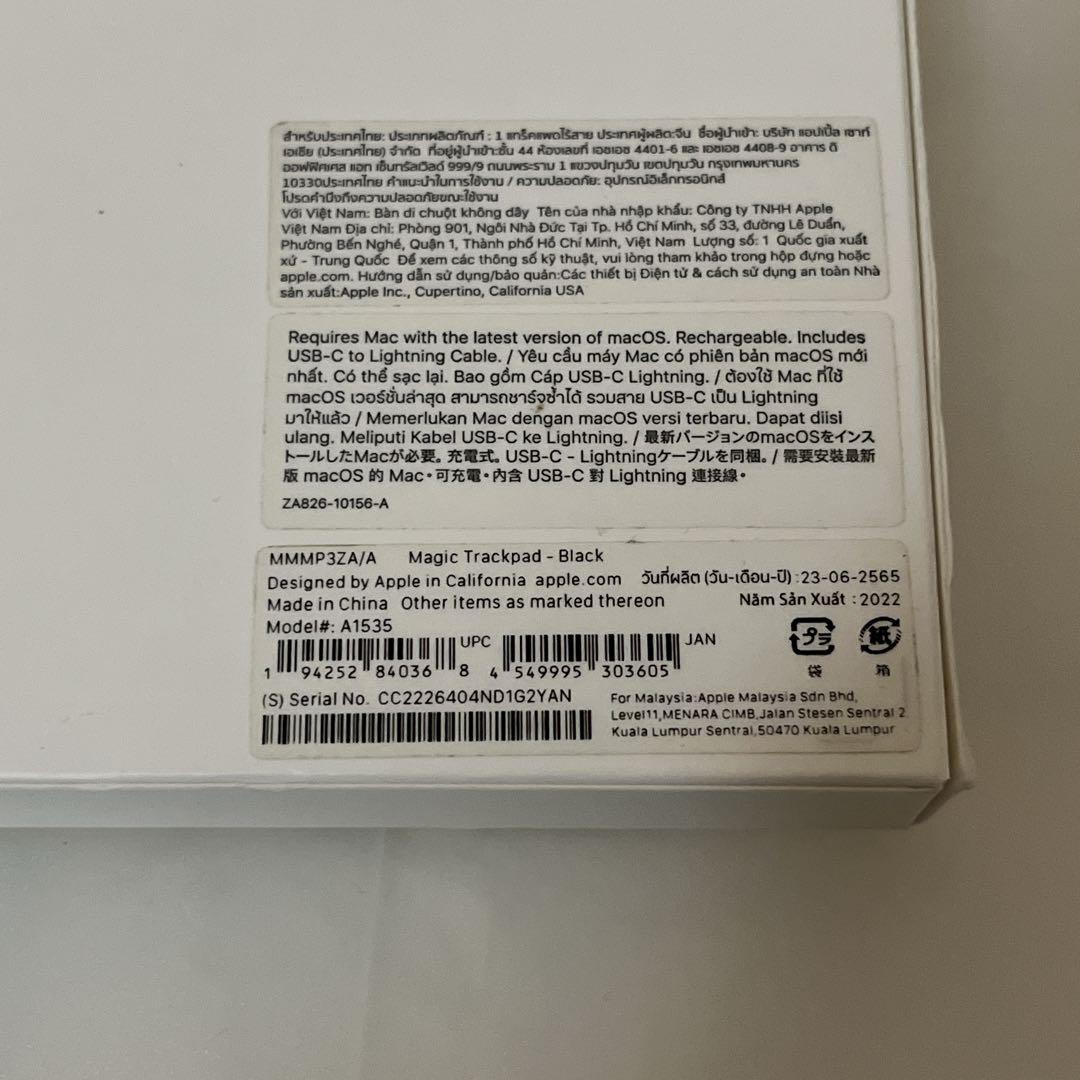 สำหรับประเทศไทย: ประเภทผลิตภัณฑ์ : 1 แทร็คแพดไร้สาย ประเทศผู้ผลิต:จีน ชื่อผู้นำเข้า: บริษัท แอปเปิ้ล เซาท์
เอเชีย (ประเทศไทย) จำกัด ที่อยู่ผู้นำเข้า:ชั้น 44 ห้องเลขที่ เอชเอช 4401-6 และ เอชเอช 4408-9 อาคาร ดิ
ออฟฟิศเศส แอท เซ็นทรัลเวิลด์ 999/9 ถนนพระราม 1 แขวงปทุมวัน เขตปทุมวัน กรุงเทพมหานคร
10330ประเทศไทย คำแนะนำในการใช้งาน / ความปลอดภัย: อุปกรณ์อิเล็กทรอนิกส์
โปรดคำนึงถึงความปลอดภัยขณะใช้งาน
Với Việt Nam: Bàn di chuột không dây Tên của nhà nhập khẩu: Công ty TNHH Apple
Việt Nam Địa chỉ: Phòng 901, Ngôi Nhà Đức Tại Tp. Hồ Chí Minh, số 33, đường Lê Duẩn,
Phường Bến Nghé, Quận 1, Thành phố Hồ Chí Minh, Việt Nam Lượng số: 1 Quốc gia xuất
xứ - Trung Quốc Để xem các thông số kỹ thuật, vui lòng tham khảo trong hộp đựng hoặc
apple.com. Hướng dẫn sử dụng/bảo quản:Các thiết bị Điện tử & cách sử dụng an toàn Nhà
sản xuất:Apple Inc., Cupertino, California USA
Requires Mac with the latest version of macOS. Rechargeable. Includes
USB-C to Lightning Cable. / Yêu cầu máy Mac có phiên bản macOS mới
nhất. Có thể sạc lại. Bao gồm Cáp USB-C Lightning. / ต้องใช้ Mac ที่ใช้
macOS เวอร์ชั่นล่าสุด สามารถชาร์จซ้ำได้ รวมสาย USB-C เป็น Lightning
มาให้แล้ว / Memerlukan Mac dengan macOS versi terbaru. Dapat diisi
ulang. Meliputi Kabel USB-C ke Lightning. / 最新バージョンのmacOSをインス
トールしたMacが必要。充電式。USB-C - Lightningケーブルを同梱。/ 需要安裝最新
版 macOS 的 Mac・可充電・內含 USB-C 對 Lightning 連接線。
ZA826-10156-A
MMMP3ZA/A Magic Trackpad - Black
Designed by Apple in California apple.com วันที่ผลิต (วัน-เดือน-ปี) :23-06-2565
Made in China Other items as marked thereon Năm Sản Xuất : 2022
Model#: A1535
UPC JAN
1 94252 84036 8 4 549995 303605
プラ 紙
袋 箱
(S) Serial No. CC2226404ND1G2YAN
For Malaysia:Apple Malaysia Sdn Bhd,
Level11,MENARA CIMB,Jalan Stesen Sentral 2
Kuala Lumpur Sentral,50470 Kuala Lumpur